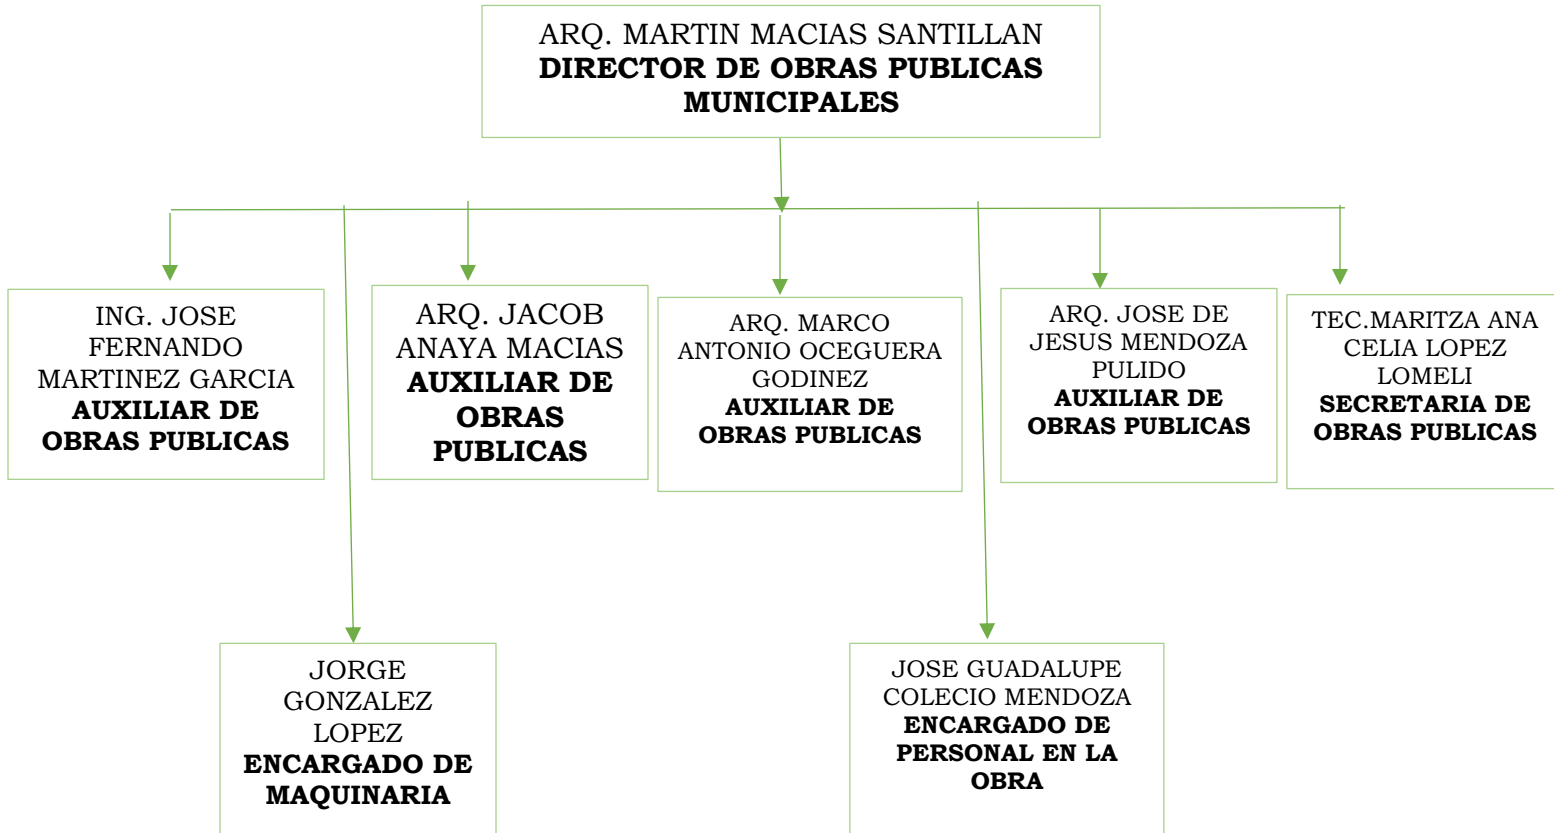 ARQ. MARTIN MACIAS SANTILLAN
DIRECTOR DE OBRAS PUBLICAS
MUNICIPALES
ING. JOSE
FERNANDO
MARTINEZ GARCIA
AUXILIAR DE
OBRAS PUBLICAS
ARQ. JACOB
ANAYA MACIAS
AUXILIAR DE
OBRAS
PUBLICAS
ARQ. MARCO
ANTONIO OCEGUERA
GODINEZ
AUXILIAR DE
OBRAS PUBLICAS
ARQ. JOSE DE
JESUS MENDOZA
PULIDO
AUXILIAR DE
OBRAS PUBLICAS
TEC.MARITZA ANA
CELIA LOPEZ
LOMELI
SECRETARIA DE
OBRAS PUBLICAS
JORGE
GONZALEZ
LOPEZ
ENCARGADO DE
MAQUINARIA
JOSE GUADALUPE
COLECIO MENDOZA
ENCARGADO DE
PERSONAL EN LA
OBRA